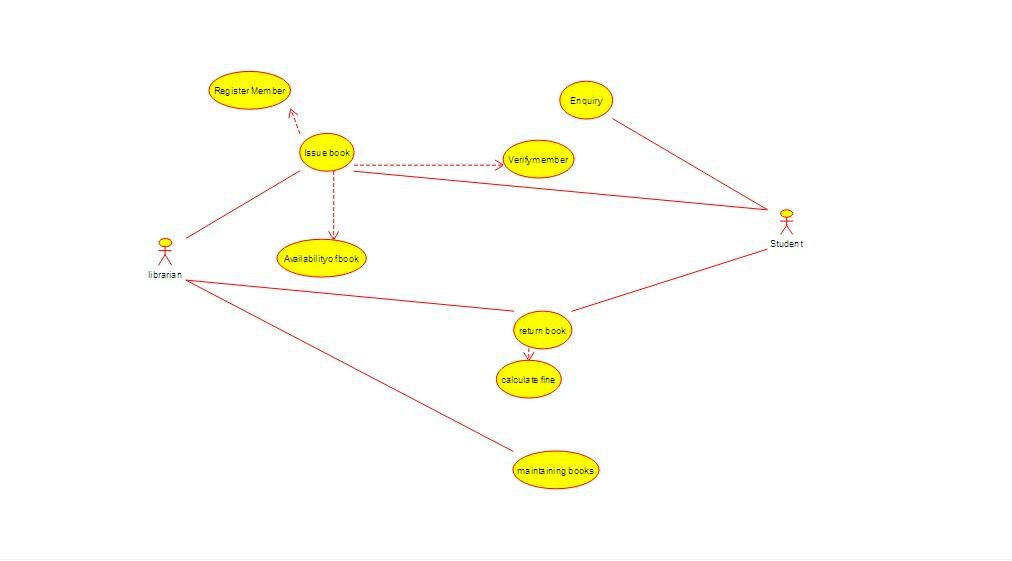 Register Member
Enquiry
Issue book
Verifymember
Student
Availabilityofbook
librarian
return book
calculate fine
maintaining books